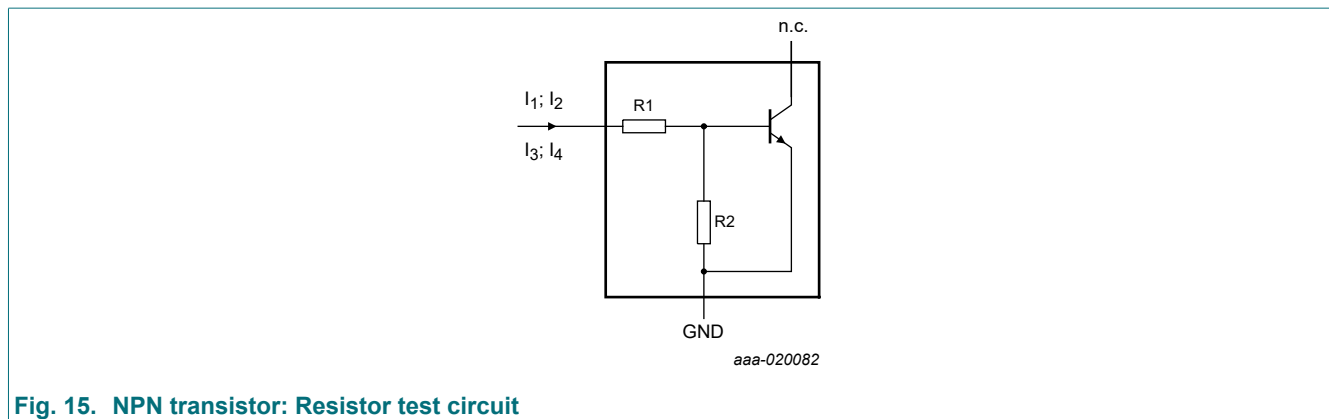 n.c.
I1; I2
R1
I3; I4
R2
GND
aaa-020082
Fig. 15. NPN transistor: Resistor test circuit